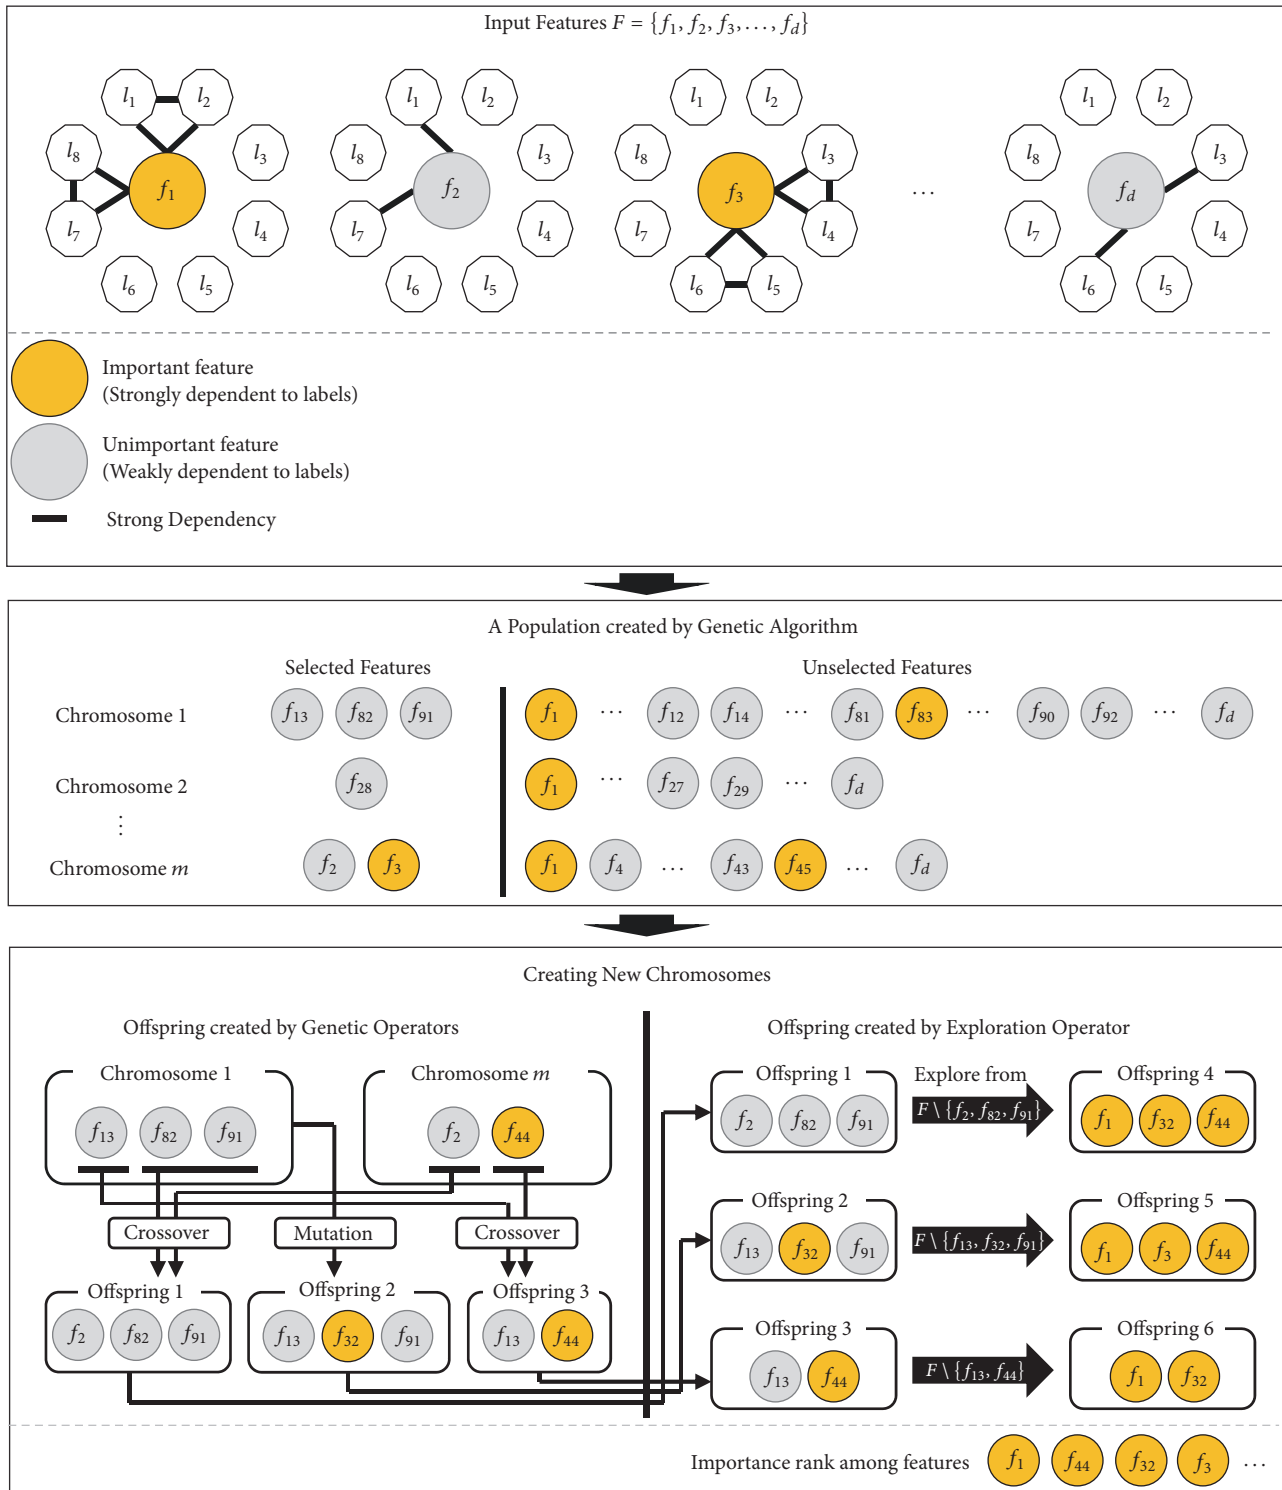 Input Features F = {f₁, f₂, f₃, . . . , f_d}
l₁ l₂ l₁ l₂ l₁ l₂ l₁ l₂
l₈ l₃ l₈ l₃ l₈ l₃ l₈ l₃
f₁ f₂ f₃ ··· f_d
l₇ l₄ l₇ l₄ l₇ l₄ l₇ l₄
l₆ l₅ l₆ l₅ l₆ l₅ l₆ l₅
Important feature
(Strongly dependent to labels)
Unimportant feature
(Weakly dependent to labels)
Strong Dependency
A Population created by Genetic Algorithm
Selected Features Unselected Features
Chromosome 1 f₁₃ f₈₂ f₉₁ f₁ ··· f₁₂ f₁₄ ··· f₈₁ f₈₃ ··· f₉₀ f₉₂ ··· f_d
Chromosome 2 f₂₈ f₁ ··· f₂₇ f₂₉ ··· f_d
⋮
Chromosome m f₂ f₃ f₁ f₄ ... f₄₃ f₄₅ ... f_d
Creating New Chromosomes
Offspring created by Genetic Operators
Chromosome 1 Chromosome m
f₁₃ f₈₂ f₉₁ f₂ f₄₄
Crossover Mutation Crossover
Offspring 1 Offspring 2 Offspring 3
f₂ f₈₂ f₉₁ f₁₃ f₃₂ f₉₁ f₁₃ f₄₄
Offspring created by Exploration Operator
Offspring 1 Explore from Offspring 4
f₂ f₈₂ f₉₁ F \ {f₂, f₈₂, f₉₁} f₁ f₃₂ f₄₄
Offspring 2 Offspring 5
f₁₃ f₃₂ f₉₁ F \ {f₁₃, f₃₂, f₉₁} f₁ f₃ f₄₄
Offspring 3 Offspring 6
f₁₃ f₄₄ F \ {f₁₃, f₄₄} f₁ f₃₂
Importance rank among features f₁ f₄₄ f₃₂ f₃ ...